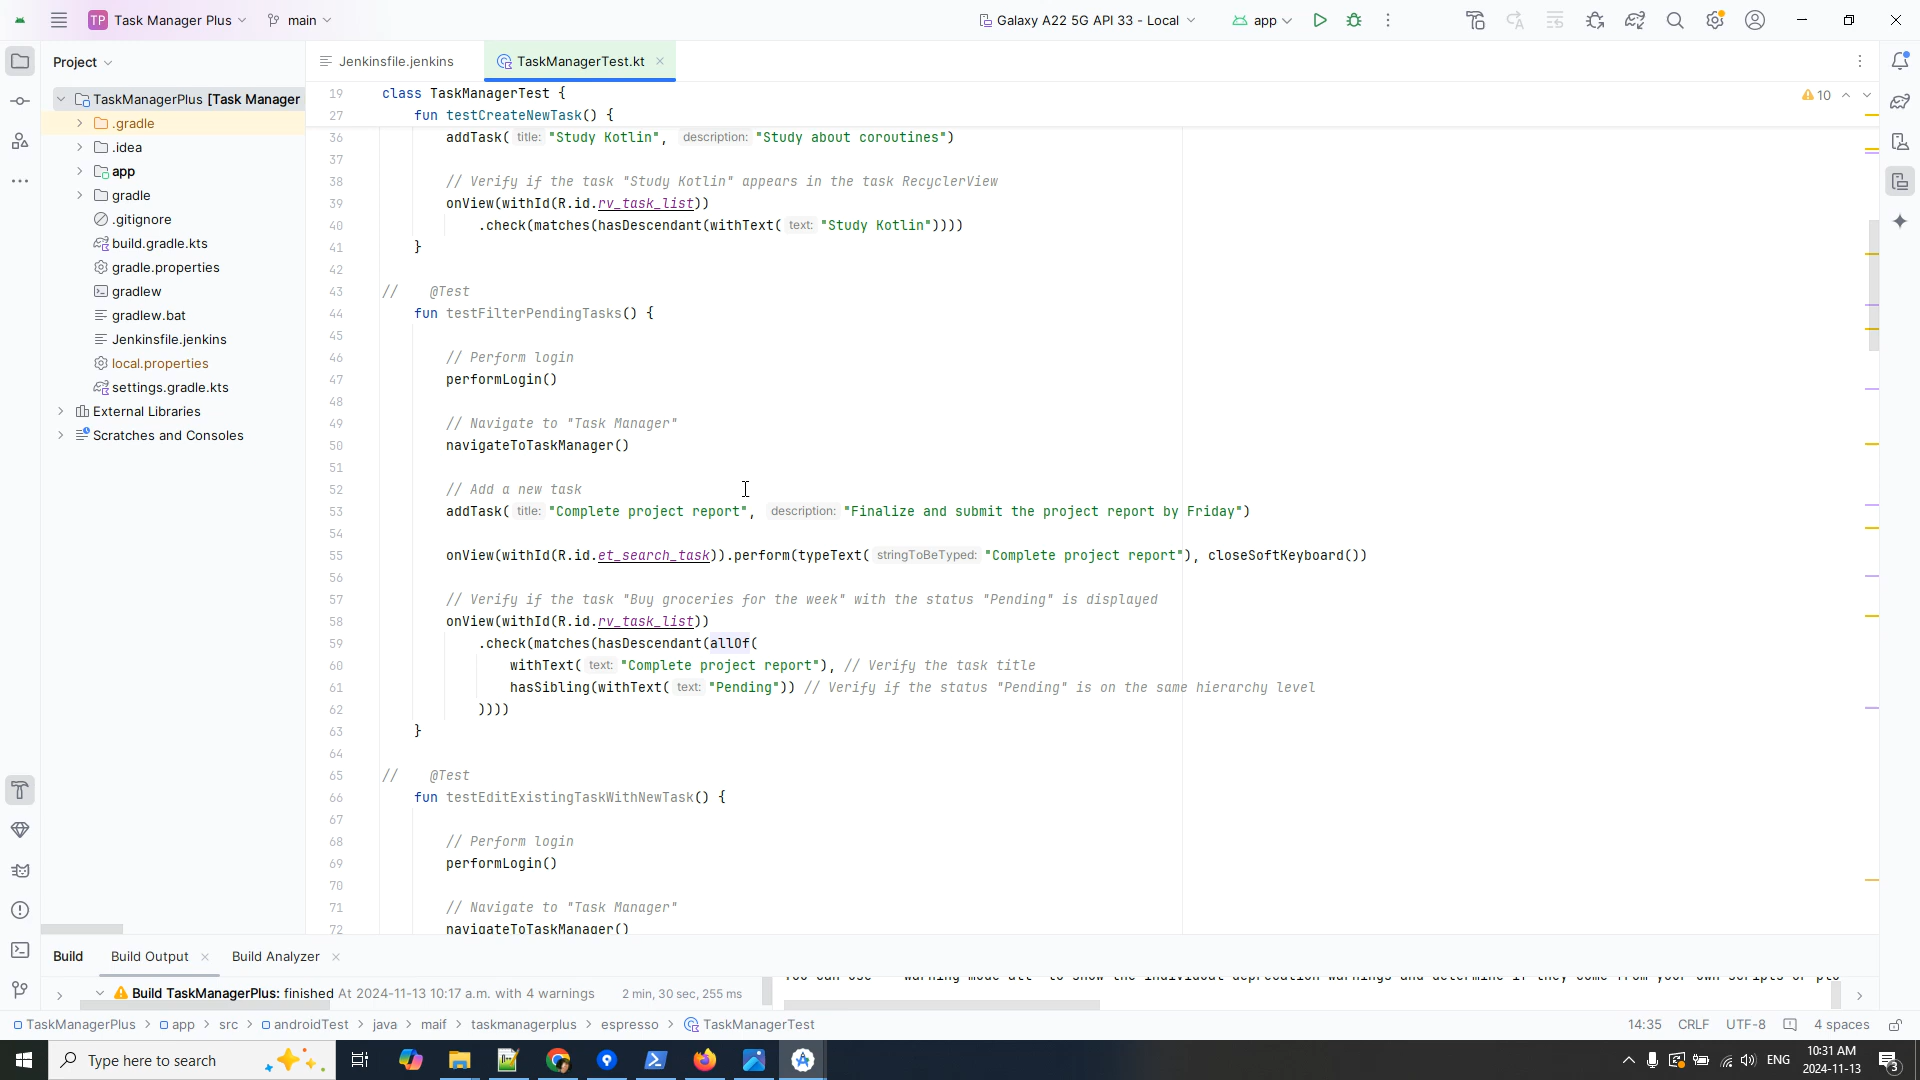 TP Task Manager Plus
main
Galaxy A22 5G API 33 - Local
app
Project
Jenkinsfile.jenkins
TaskManagerTest.kt
TaskManagerPlus [Task Manager
.gradle
.idea
app
gradle
.gitignore
build.gradle.kts
gradle.properties
gradlew
gradlew.bat
Jenkinsfile.jenkins
local.properties
settings.gradle.kts
External Libraries
Scratches and Consoles
10
19 class TaskManagerTest {
27 fun testCreateNewTask() {
36 addTask( title: "Study Kotlin", description: "Study about coroutines")
37
38 // Verify if the task "Study Kotlin" appears in the task RecyclerView
39 onView(withId(R.id.rv_task_list))
40 .check(matches(hasDescendant(withText( text: "Study Kotlin"))))
41 }
42
43 // @Test
44 fun testFilterPendingTasks() {
45
46 // Perform login
47 performLogin()
48
49 // Navigate to "Task Manager"
50 navigateToTaskManager()
51
52 // Add a new task
53 addTask( title: "Complete project report", description: "Finalize and submit the project report by Friday")
54
55 onView(withId(R.id.et_search_task)).perform(typeText( stringToBeTyped: "Complete project report"), closeSoftKeyboard())
56
57 // Verify if the task "Buy groceries for the week" with the status "Pending" is displayed
58 onView(withId(R.id.rv_task_list))
59 .check(matches(hasDescendant(allOf(
60 withText( text: "Complete project report"), // Verify the task title
61 hasSibling(withText( text: "Pending")) // Verify if the status "Pending" is on the same hierarchy level
62 ))))
63 }
64
65 // @Test
66 fun testEditExistingTaskWithNewTask() {
67
68 // Perform login
69 performLogin()
70
71 // Navigate to "Task Manager"
72 navigateToTaskManager()
Build
Build Output
Build Analyzer
Build TaskManagerPlus: finished At 2024-11-13 10:17 a.m. with 4 warnings 2 min, 30 sec, 255 ms
TaskManagerPlus > app > src > androidTest > java > maif > taskmanagerplus > espresso > TaskManagerTest
14:35 CRLF UTF-8 4 spaces
Type here to search
ENG
10:31 AM
2024-11-13
3